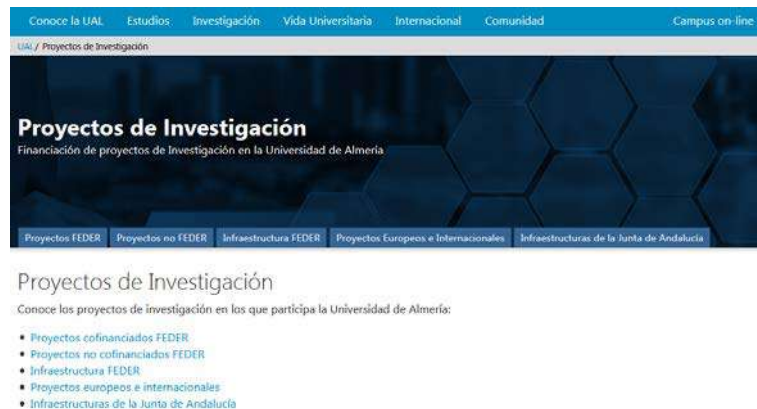 Conoce la UAL Estudios Investigación Vida Universitaria Internacional Comunidad Campus on-line
UAL / Proyectos de Investigación
Proyectos de Investigación
Financiación de proyectos de Investigación en la Universidad de Almería
Proyectos FEDER Proyectos no FEDER Infraestructura FEDER Proyectos Europeos e Internacionales Infraestructuras de la Junta de Andalucía
Proyectos de Investigación
Conoce los proyectos de investigación en los que participa la Universidad de Almería:
• Proyectos cofinanciados FEDER
• Proyectos no cofinanciados FEDER
• Infraestructura FEDER
• Proyectos europeos e internacionales
• Infraestructuras de la Junta de Andalucía